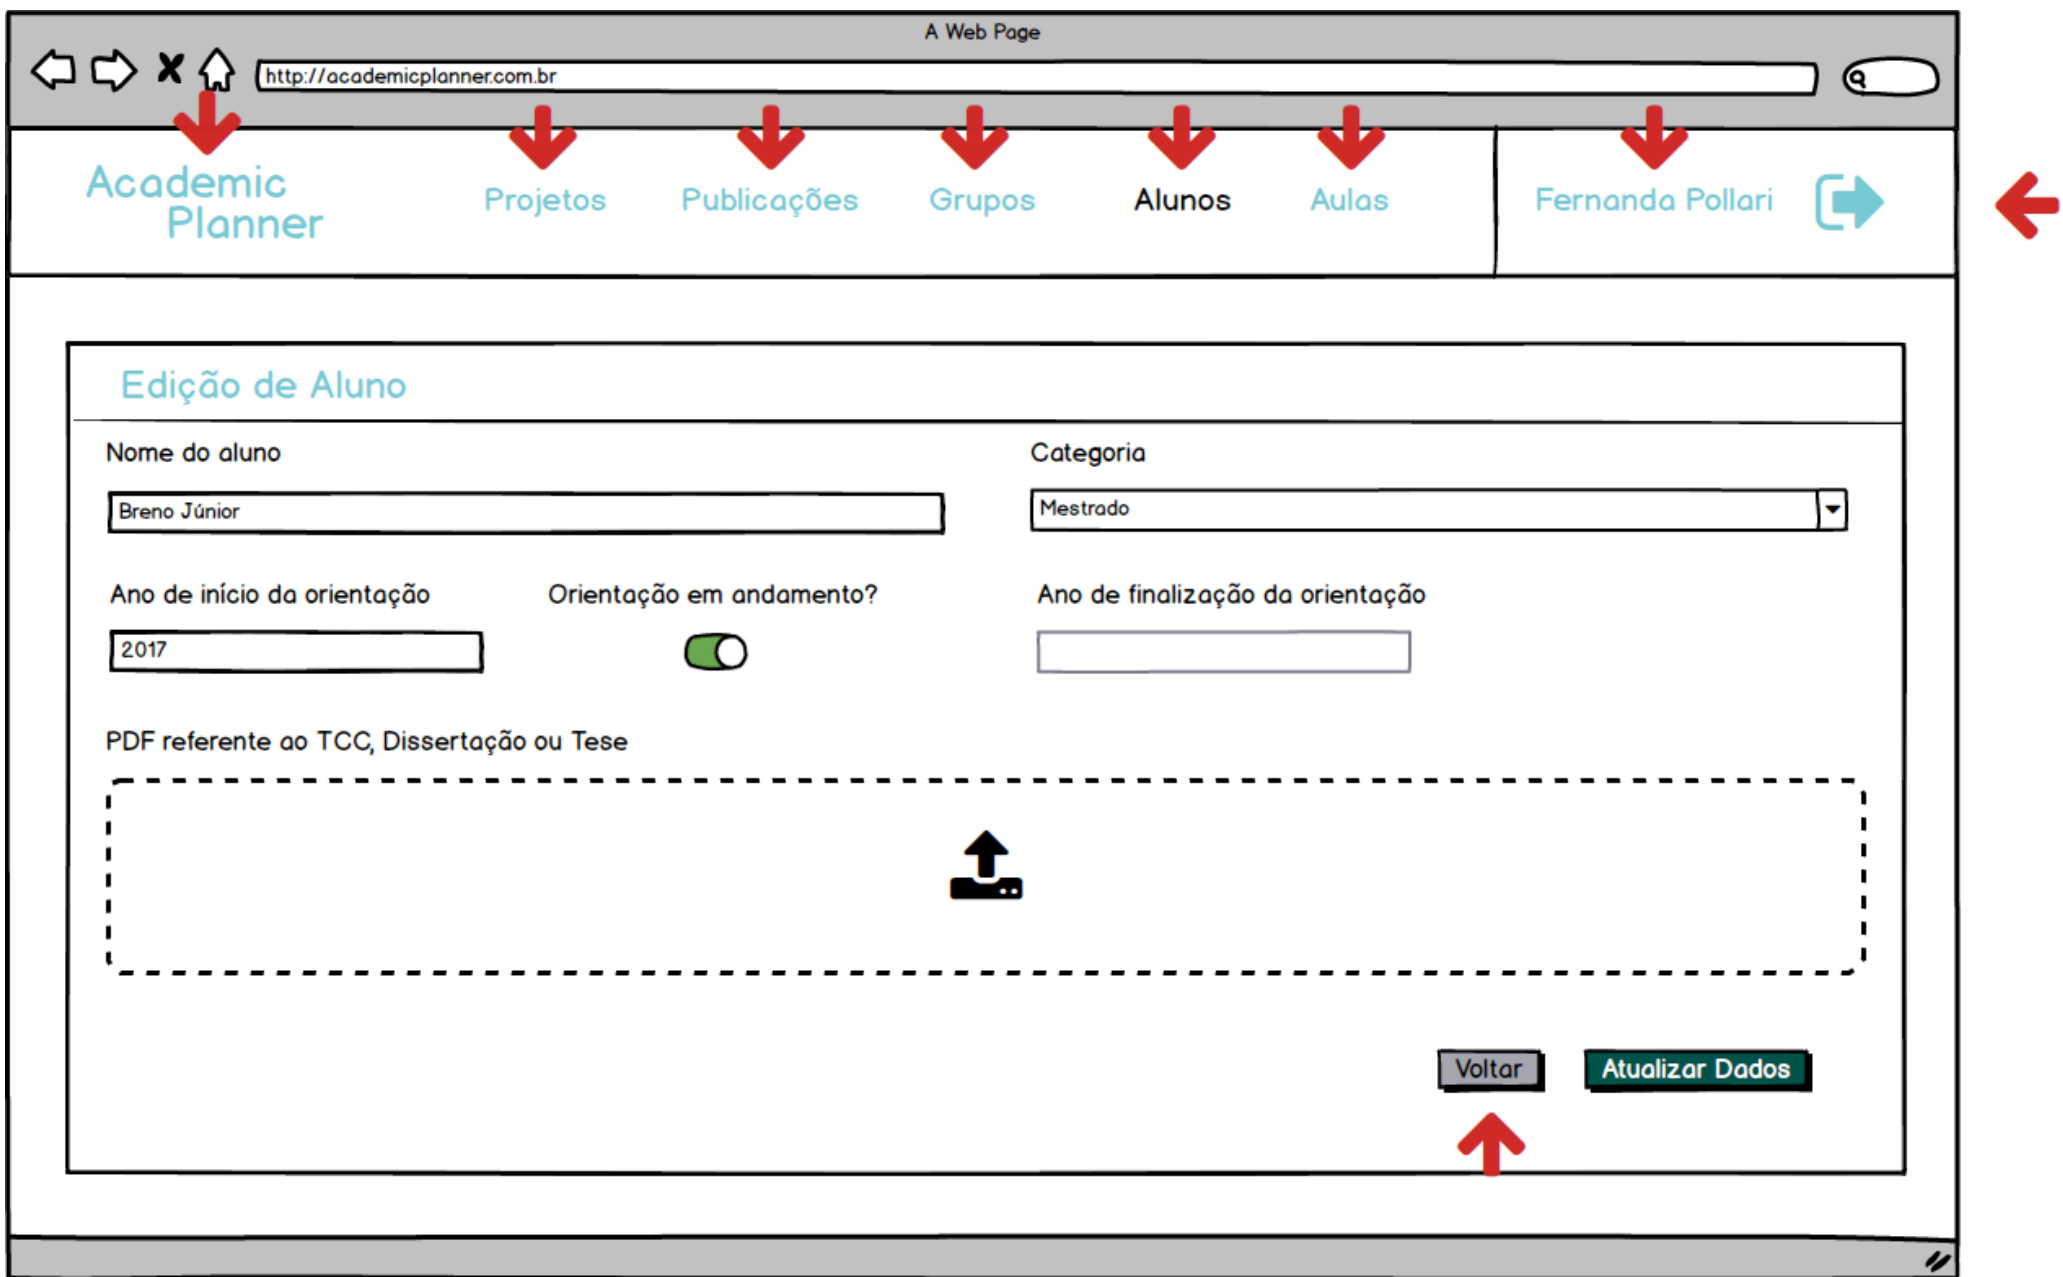 A Web Page
http://academicplanner.com.br
Academic
Planner
Projetos
Publicações
Grupos
Alunos
Aulas
Fernanda Pollari
Edição de Aluno
Nome do aluno
Categoria
Breno Júnior
Mestrado
Ano de início da orientação
Orientação em andamento?
Ano de finalização da orientação
2017
PDF referente ao TCC, Dissertação ou Tese
Voltar
Atualizar Dados